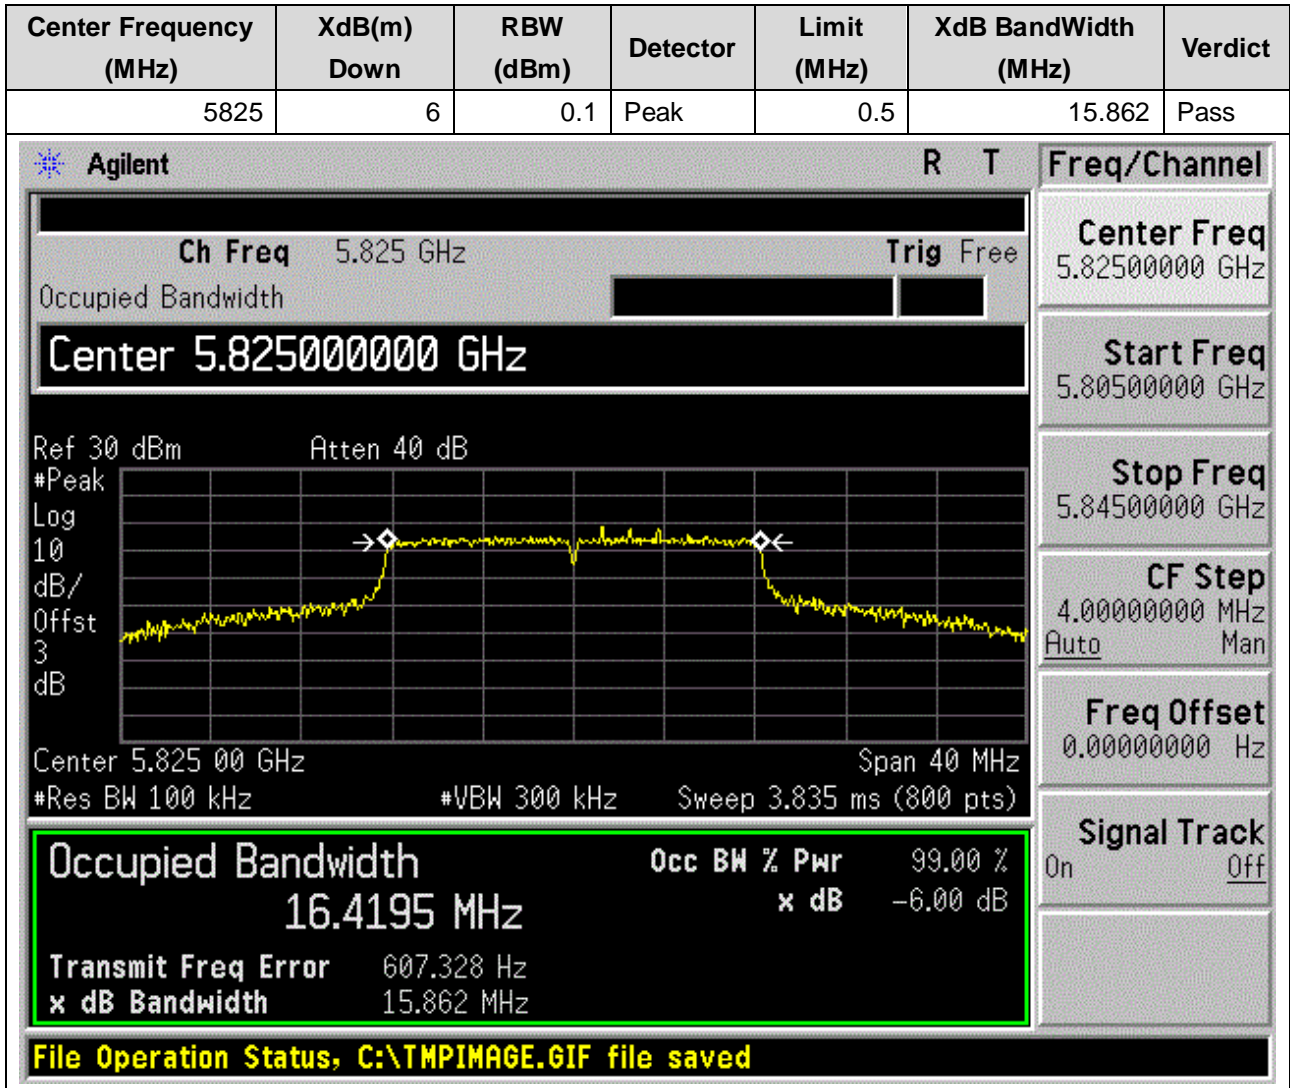 Center Frequency (MHz) XdB(m) Down RBW (dBm) Detector Limit (MHz) XdB BandWidth (MHz) Verdict
5825 6 0.1 Peak 0.5 15.862 Pass
Agilent R T Freq/Channel
Ch Freq 5.825 GHz Trig Free
Occupied Bandwidth
Center 5.825000000 GHz
Center Freq
5.82500000 GHz
Start Freq
5.80500000 GHz
Stop Freq
5.84500000 GHz
CF Step
4.00000000 MHz
Auto Man
Freq Offset
0.00000000 Hz
Signal Track
On Off
Ref 30 dBm Atten 40 dB
#Peak
Log
10
dB/
Offst
3
dB
Center 5.825 00 GHz Span 40 MHz
#Res BW 100 kHz #VBW 300 kHz Sweep 3.835 ms (800 pts)
Occupied Bandwidth Occ BW % Pwr 99.00 %
16.4195 MHz x dB -6.00 dB
Transmit Freq Error 607.328 Hz
x dB Bandwidth 15.862 MHz
File Operation Status, C:\TMPIMAGE.GIF file saved